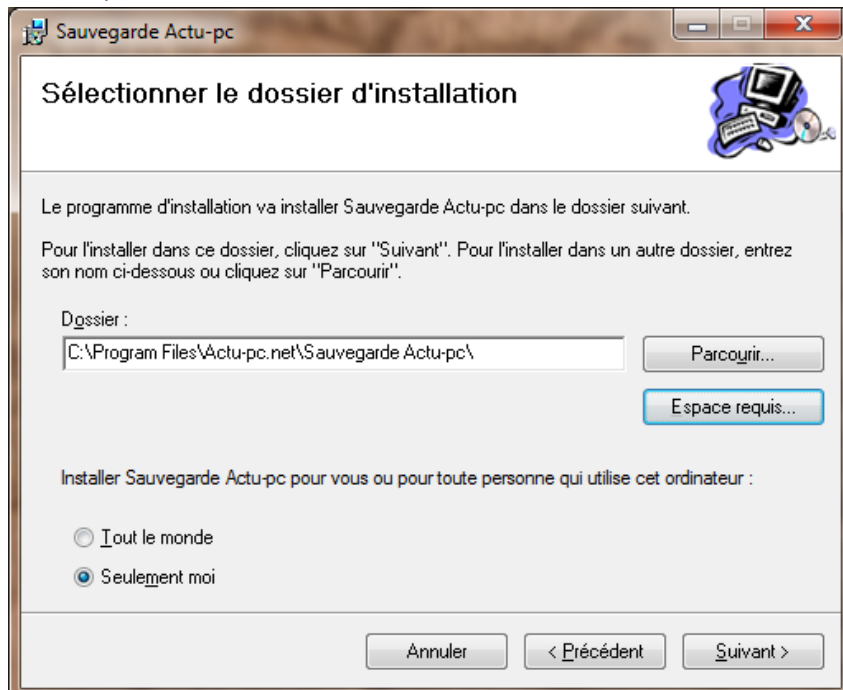 Sauvegarde Actu-pc
Sélectionner le dossier d'installation
Le programme d'installation va installer Sauvegarde Actu-pc dans le dossier suivant.
Pour l'installer dans ce dossier, cliquez sur "Suivant". Pour l'installer dans un autre dossier, entrez
son nom ci-dessous ou cliquez sur "Parcourir".
Dossier :
C:\Program Files\Actu-pc.net\Sauvegarde Actu-pc\
Parcourir...
Espace requis...
Installer Sauvegarde Actu-pc pour vous ou pour toute personne qui utilise cet ordinateur :
Tout le monde
Seulement moi
Annuler
< Précédent
Suivant >